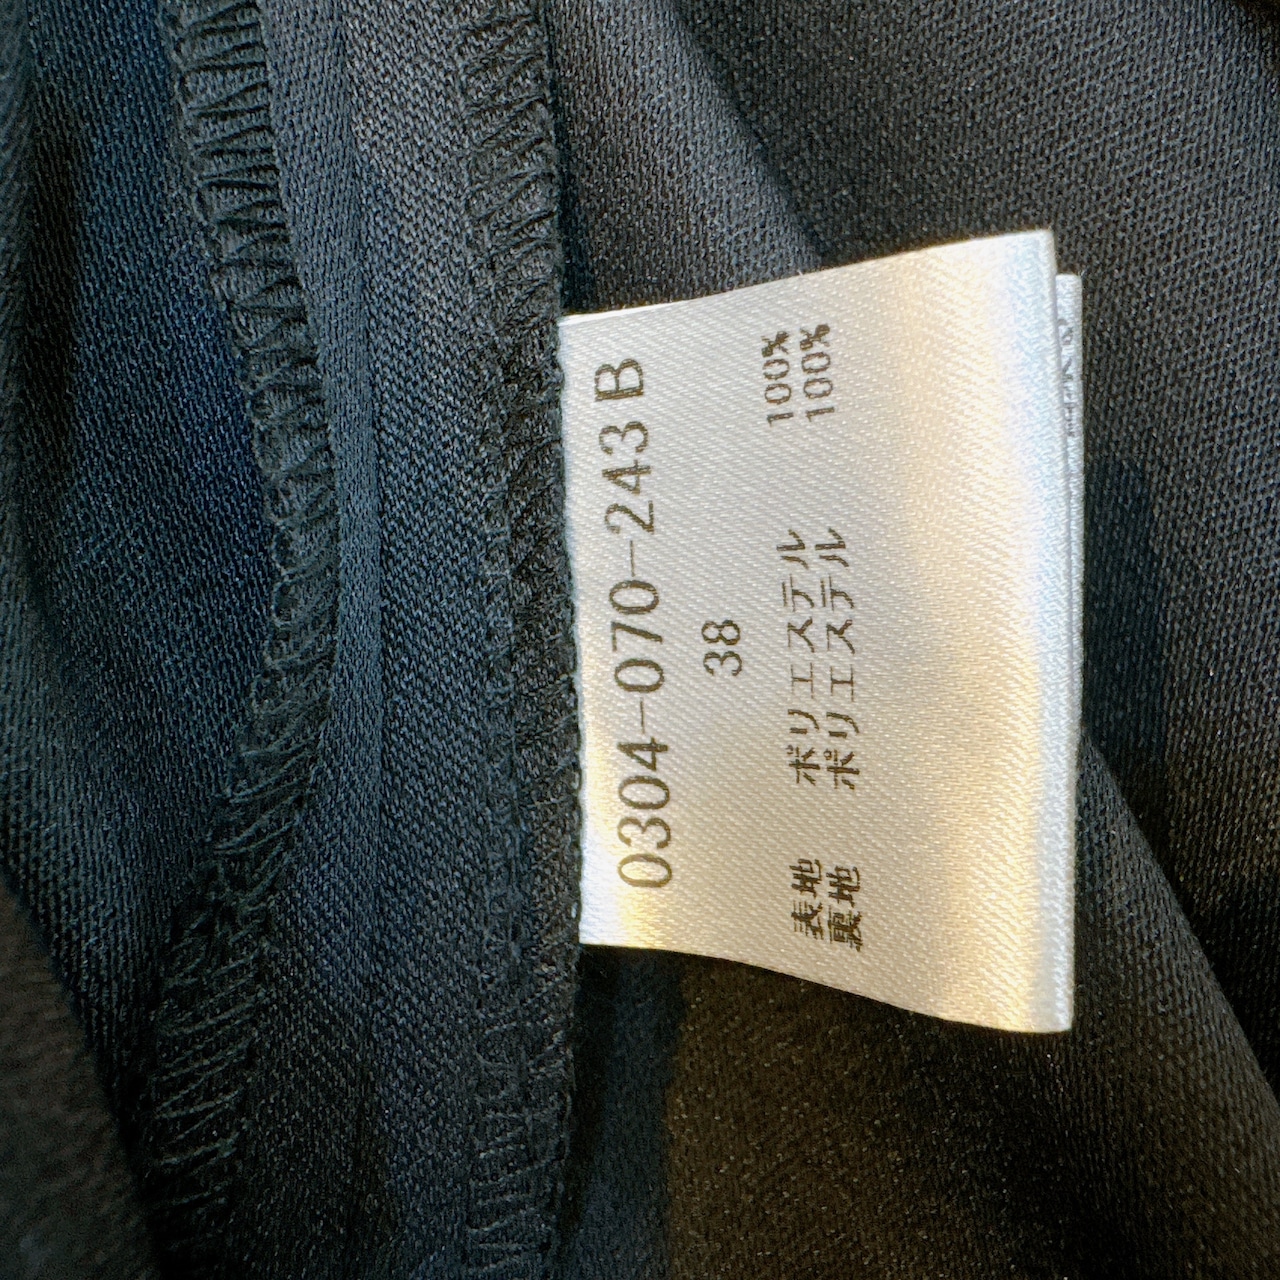 0304-070-243 B
38
表地 ポリエステル 100%
裏地 ポリエステル 100%